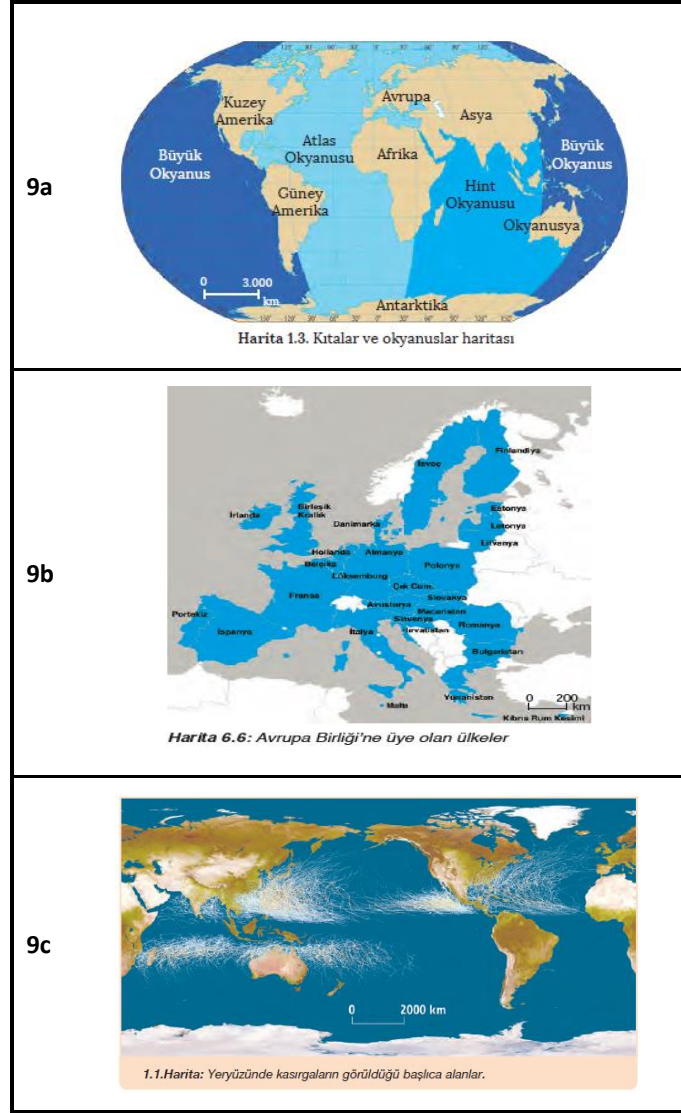 9a
Kuzey
Amerika
Avrupa
Asya
Büyük
Okyanus
Atlas
Okyanusu
Afrika
Büyük
Okyanus
Güney
Amerika
Hint
Okyanusu
Okyanusya
0 3.000
km
Antarktika
Harita 1.3. Kıtalar ve okyanuslar haritası
9b
Finlandiya
İsveç
Estonya
Letonya
Litvanya
İrlanda
Birleşik
Krallık
Danimarka
Hollanda
Almanya
Belçika
Polonya
Lüksemburg
Çek Cum.
Slovakya
Fransa
Avusturya
Macaristan
Slovenya
Romanya
Hırvatistan
Portekiz
İspanya
İtalya
Bulgaristan
Yunanistan
Malta
0 200
km
Kıbrıs Rum Kesimi
Harita 6.6: Avrupa Birliği'ne üye olan ülkeler
9c
0 2000 km
1.1.Harita: Yeryüzünde kasırgaların görüldüğü başlıca alanlar.